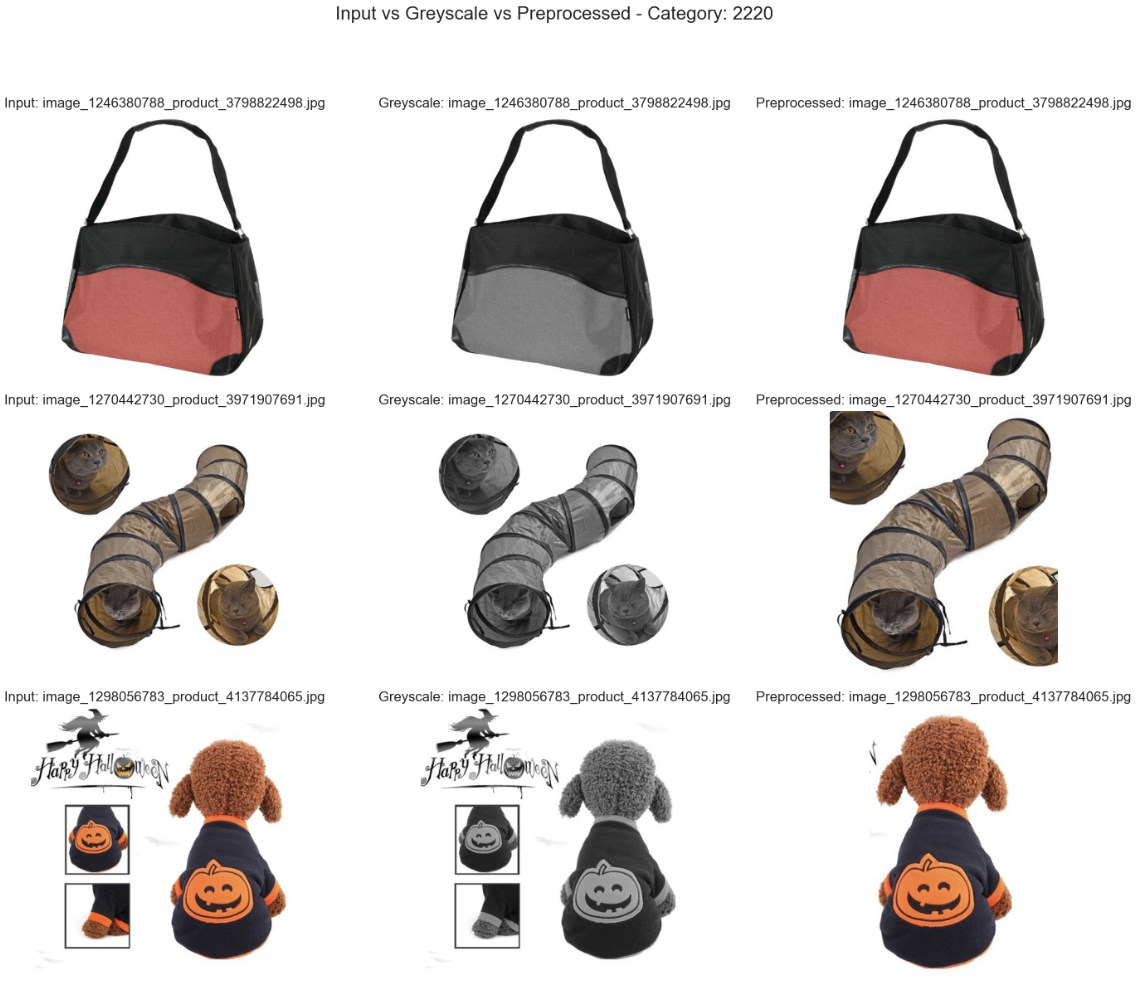 Input vs Greyscale vs Preprocessed - Category: 2220
Input: image_1246380788_product_3798822498.jpg
Greyscale: image_1246380788_product_3798822498.jpg
Preprocessed: image_1246380788_product_3798822498.jpg
Input: image_1270442730_product_3971907691.jpg
Greyscale: image_1270442730_product_3971907691.jpg
Preprocessed: image_1270442730_product_3971907691.jpg
Input: image_1298056783_product_4137784065.jpg
Greyscale: image_1298056783_product_4137784065.jpg
Preprocessed: image_1298056783_product_4137784065.jpg
Happy Halloween
Happy Halloween